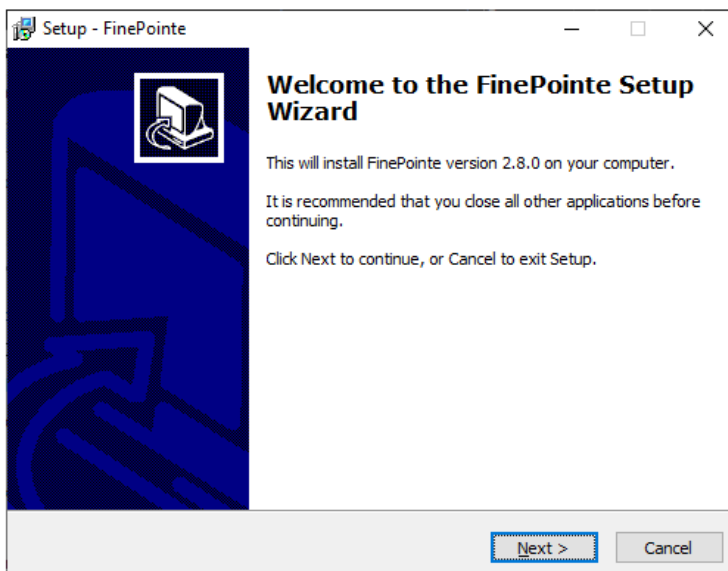 Setup - FinePointe
Welcome to the FinePointe Setup
Wizard
This will install FinePointe version 2.8.0 on your computer.
It is recommended that you close all other applications before
continuing.
Click Next to continue, or Cancel to exit Setup.
Next >
Cancel